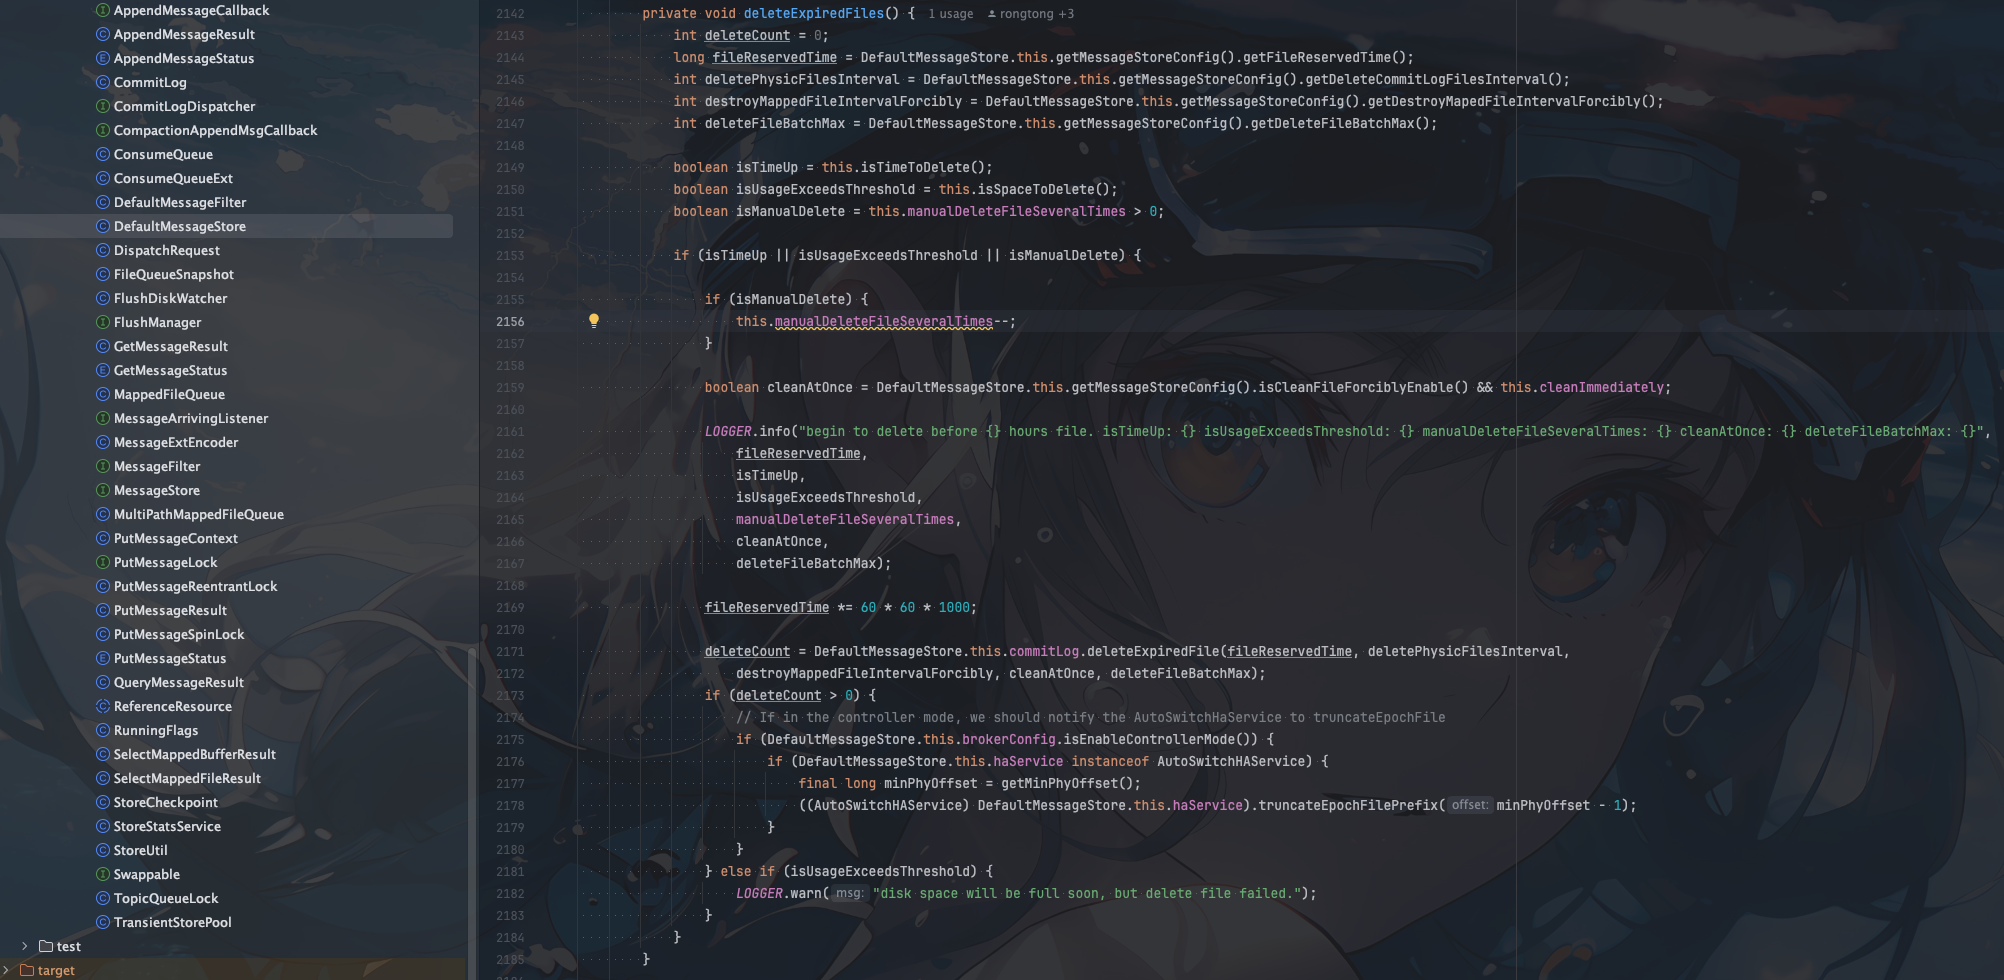 AppendMessageCallback
AppendMessageResult
AppendMessageStatus
CommitLog
CommitLogDispatcher
CompactionAppendMsgCallback
ConsumeQueue
ConsumeQueueExt
DefaultMessageFilter
DefaultMessageStore
DispatchRequest
FileQueueSnapshot
FlushDiskWatcher
FlushManager
GetMessageResult
GetMessageStatus
MappedFileQueue
MessageArrivingListener
MessageExtEncoder
MessageFilter
MessageStore
MultiPathMappedFileQueue
PutMessageContext
PutMessageLock
PutMessageReentrantLock
PutMessageResult
PutMessageSpinLock
PutMessageStatus
QueryMessageResult
ReferenceResource
RunningFlags
SelectMappedBufferResult
SelectMappedFileResult
StoreCheckpoint
StoreStatsService
StoreUtil
Swappable
TopicQueueLock
TransientStorePool
test
target
2142 private void deleteExpiredFiles() { 1 usage rongtong +3
2143 int deleteCount = 0;
2144 long fileReservedTime = DefaultMessageStore.this.getMessageStoreConfig().getFileReservedTime();
2145 int deletePhysicFilesInterval = DefaultMessageStore.this.getMessageStoreConfig().getDeleteCommitLogFilesInterval();
2146 int destroyMappedFileIntervalForcibly = DefaultMessageStore.this.getMessageStoreConfig().getDestroyMapedFileIntervalForcibly();
2147 int deleteFileBatchMax = DefaultMessageStore.this.getMessageStoreConfig().getDeleteFileBatchMax();
2148
2149 boolean isTimeUp = this.isTimeToDelete();
2150 boolean isUsageExceedsThreshold = this.isSpaceToDelete();
2151 boolean isManualDelete = this.manualDeleteFileSeveralTimes > 0;
2152
2153 if (isTimeUp || isUsageExceedsThreshold || isManualDelete) {
2154
2155 if (isManualDelete) {
2156 this.manualDeleteFileSeveralTimes--;
2157 }
2158
2159 boolean cleanAtOnce = DefaultMessageStore.this.getMessageStoreConfig().isCleanFileForciblyEnable() && this.cleanImmediately;
2160
2161 LOGGER.info("begin to delete before {} hours file. isTimeUp: {} isUsageExceedsThreshold: {} manualDeleteFileSeveralTimes: {} cleanAtOnce: {} deleteFileBatchMax: {}",
2162 fileReservedTime,
2163 isTimeUp,
2164 isUsageExceedsThreshold,
2165 manualDeleteFileSeveralTimes,
2166 cleanAtOnce,
2167 deleteFileBatchMax);
2168
2169 fileReservedTime *= 60 * 60 * 1000;
2170
2171 deleteCount = DefaultMessageStore.this.commitLog.deleteExpiredFile(fileReservedTime, deletePhysicFilesInterval,
2172 destroyMappedFileIntervalForcibly, cleanAtOnce, deleteFileBatchMax);
2173 if (deleteCount > 0) {
2174 // If in the controller mode, we should notify the AutoSwitchHaService to truncateEpochFile
2175 if (DefaultMessageStore.this.brokerConfig.isEnableControllerMode()) {
2176 if (DefaultMessageStore.this.haService instanceof AutoSwitchHAService) {
2177 final long minPhyOffset = getMinPhyOffset();
2178 ((AutoSwitchHAService) DefaultMessageStore.this.haService).truncateEpochFilePrefix( offset: minPhyOffset - 1);
2179 }
2180 }
2181 } else if (isUsageExceedsThreshold) {
2182 LOGGER.warn( msg: "disk space will be full soon, but delete file failed.");
2183 }
2184 }
2185 }